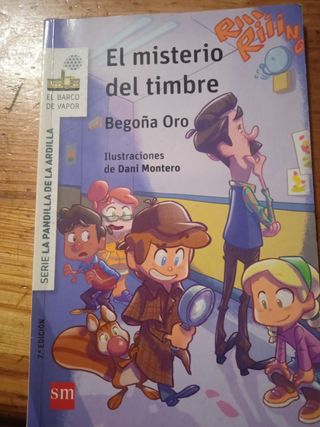 RIIII
RiiiNG
El misterio
del timbre
Begoña Oro
Ilustraciones
de Dani Montero
EL BARCO
DE VAPOR
SERIE LA PANDILLA DE LA ARDILLA
7.ª EDICIÓN
sm